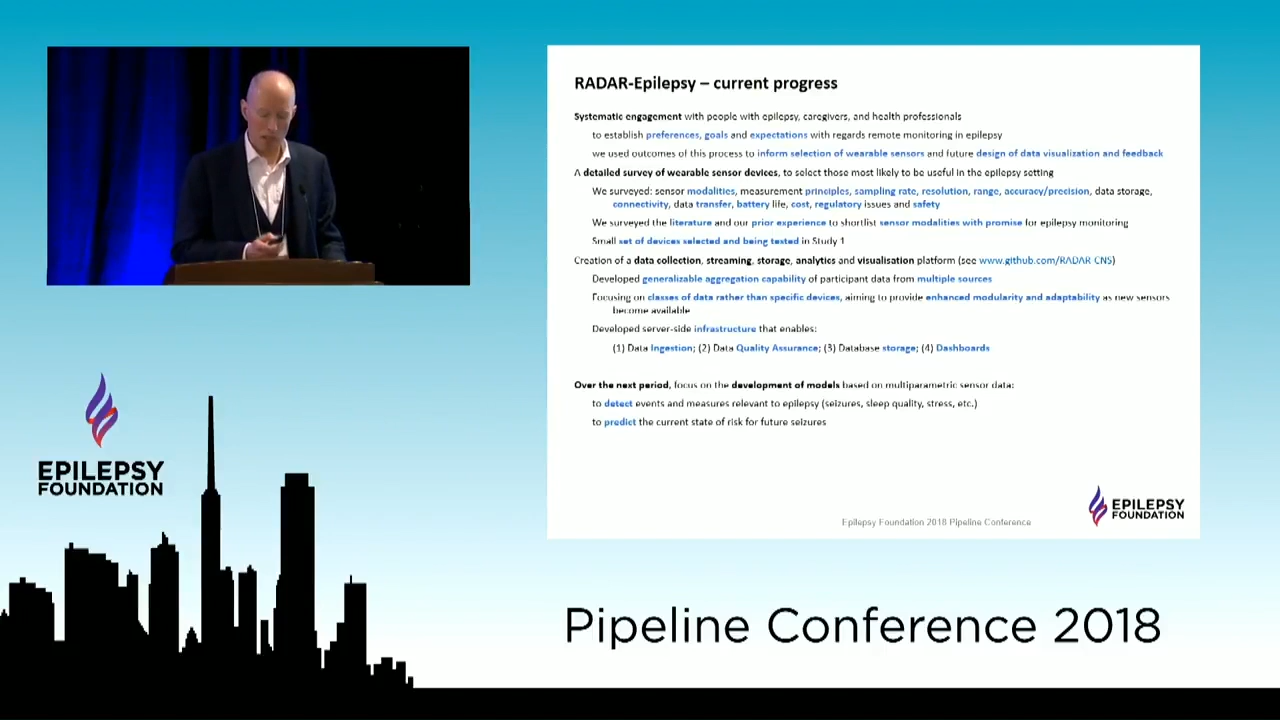 RADAR-Epilepsy – current progress
Systematic engagement with people with epilepsy, caregivers, and health professionals
to establish preferences, goals and expectations with regards remote monitoring in epilepsy
we used outcomes of this process to inform selection of wearable sensors and future design of data visualization and feedback
A detailed survey of wearable sensor devices, to select those most likely to be useful in the epilepsy setting
We surveyed: sensor modalities, measurement principles, sampling rate, resolution, range, accuracy/precision, data storage,
connectivity, data transfer, battery life, cost, regulatory issues and safety
We surveyed the literature and our prior experience to shortlist sensor modalities with promise for epilepsy monitoring
Small set of devices selected and being tested in Study 1
Creation of a data collection, streaming, storage, analytics and visualisation platform (see www.github.com/RADAR-CNS)
Developed generalizable aggregation capability of participant data from multiple sources
Focusing on classes of data rather than specific devices, aiming to provide enhanced modularity and adaptability as new sensors
become available
Developed server-side infrastructure that enables:
(1) Data Ingestion; (2) Data Quality Assurance; (3) Database storage; (4) Dashboards
Over the next period, focus on the development of models based on multiparametric sensor data:
to detect events and measures relevant to epilepsy (seizures, sleep quality, stress, etc.)
to predict the current state of risk for future seizures
Epilepsy Foundation 2018 Pipeline Conference
EPILEPSY
FOUNDATION
EPILEPSY
FOUNDATION
Pipeline Conference 2018